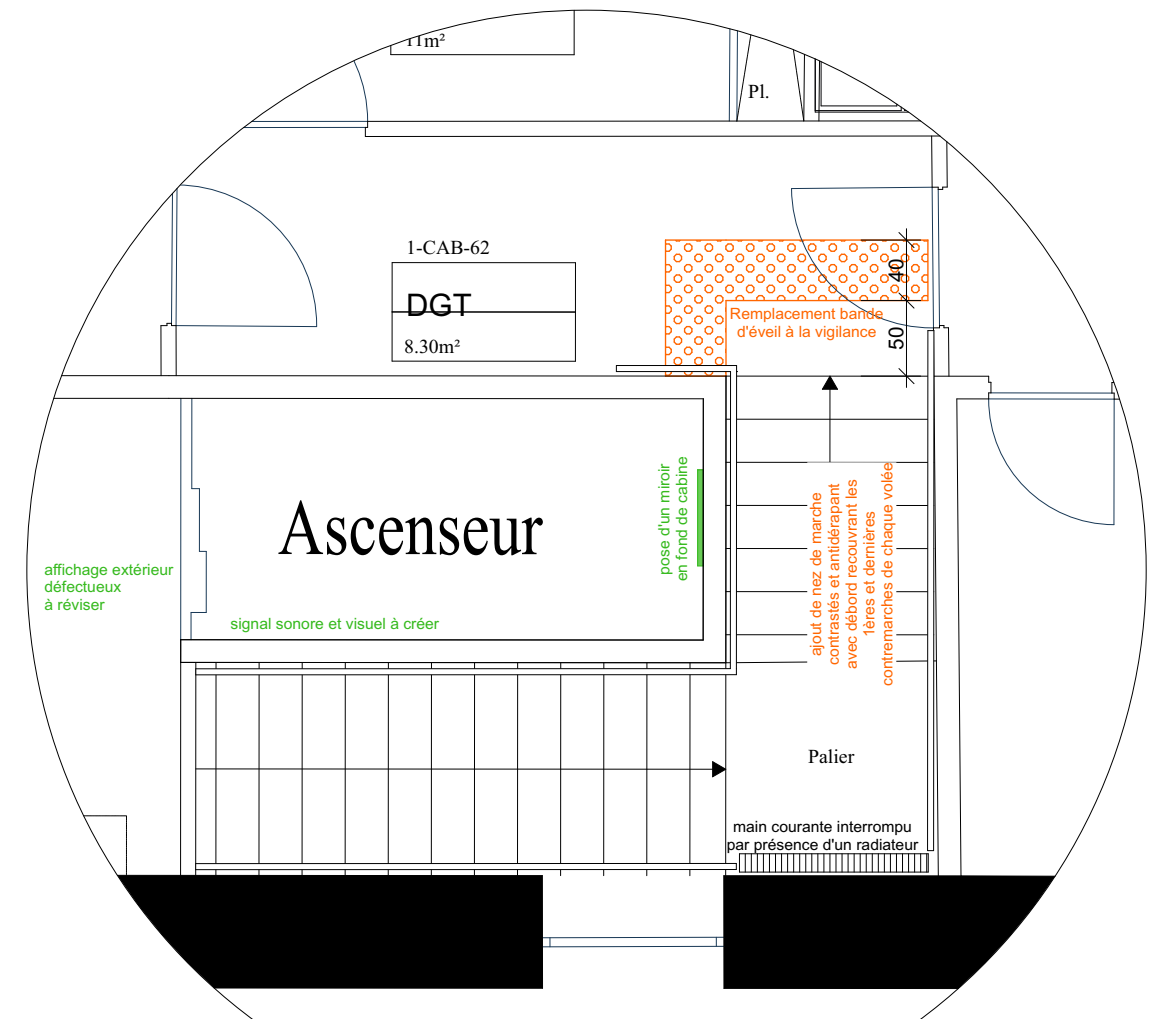 11m²
Pl.
1-CAB-62
DGT
8.30m²
40
50
Remplacement bande
d'éveil à la vigilance
Ascenseur
pose d'un miroir
en fond de cabine
ajout de nez de marche
contrastés et antidérapant
avec débord recouvrant les
1ères et dernières
contremarches de chaque volée
affichage extérieur
défectueux
à réviser
signal sonore et visuel à créer
Palier
main courante interrompu
par présence d'un radiateur